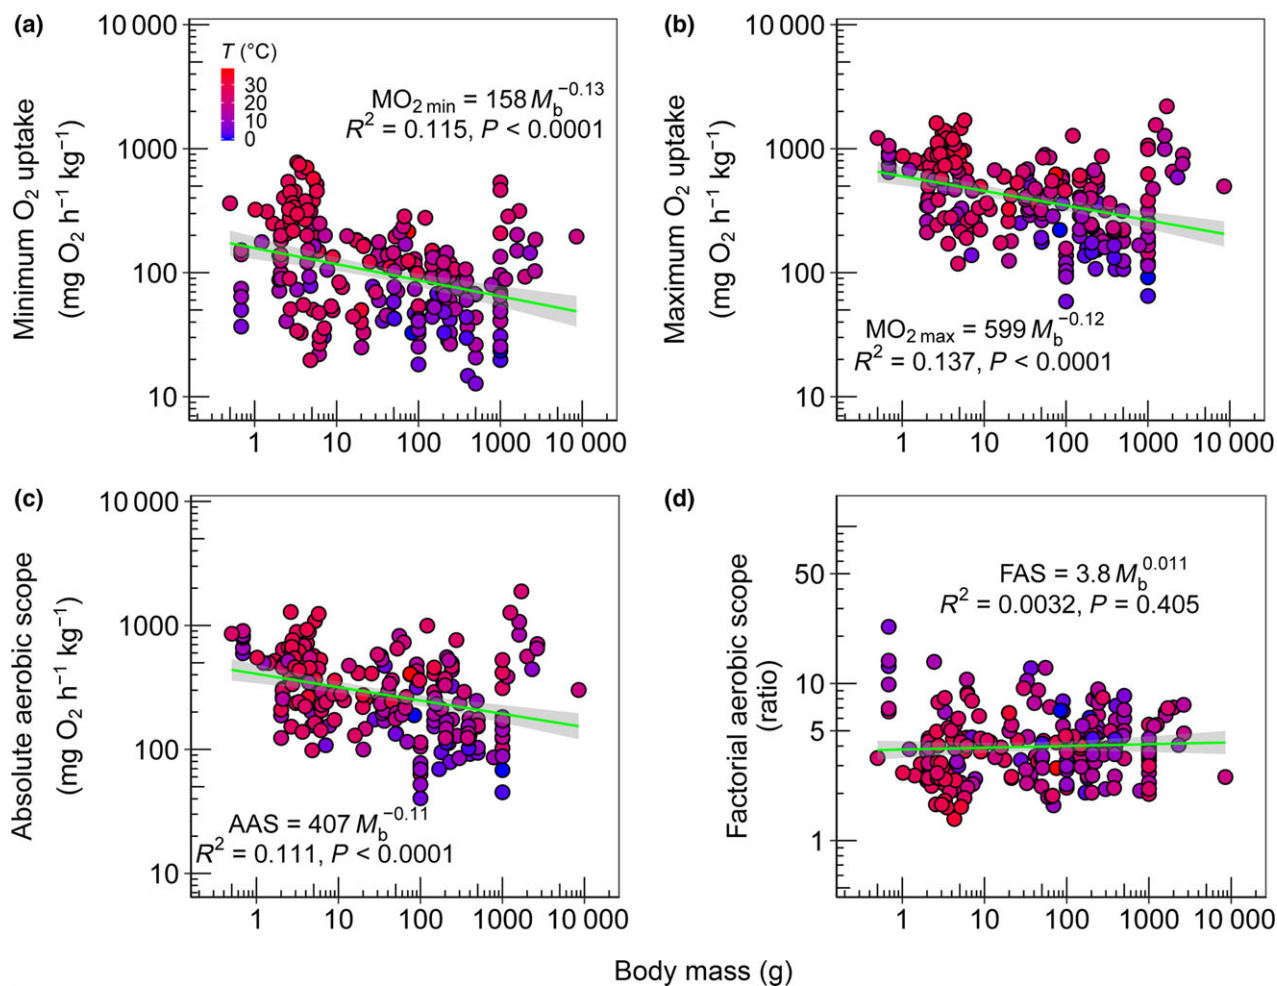 (a)
10 000
1000
100
10
Minimum O₂ uptake
(mg O₂ h⁻¹ kg⁻¹)
T (°C)
30
20
10
0
MO₂ min = 158 M_b^−0.13
R² = 0.115, P < 0.0001
1 10 100 1000 10 000
(b)
10 000
1000
100
10
Maximum O₂ uptake
(mg O₂ h⁻¹ kg⁻¹)
MO₂ max = 599 M_b^−0.12
R² = 0.137, P < 0.0001
1 10 100 1000 10 000
(c)
10 000
1000
100
10
Absolute aerobic scope
(mg O₂ h⁻¹ kg⁻¹)
AAS = 407 M_b^−0.11
R² = 0.111, P < 0.0001
1 10 100 1000 10 000
(d)
50
10
5
1
Factorial aerobic scope
(ratio)
FAS = 3.8 M_b^0.011
R² = 0.0032, P = 0.405
1 10 100 1000 10 000
Body mass (g)